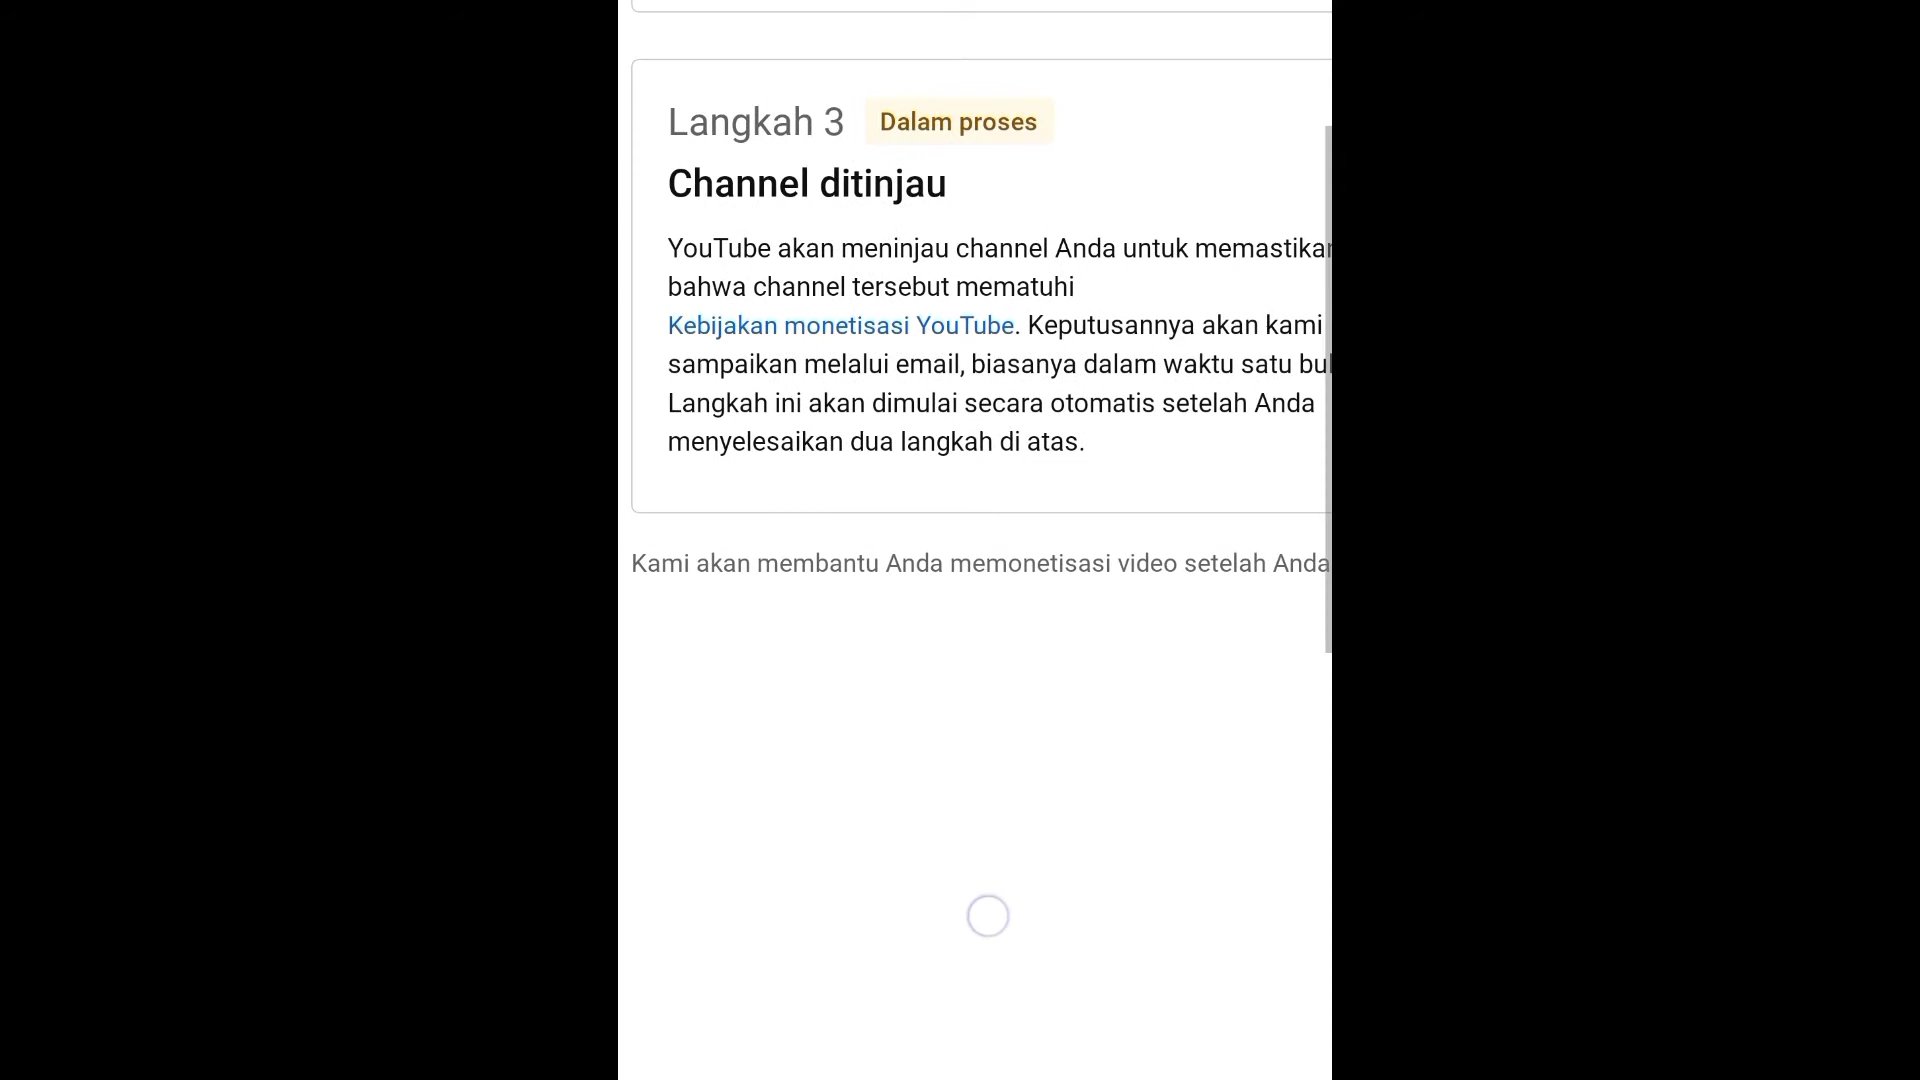 Langkah 3 Dalam proses
Channel ditinjau
YouTube akan meninjau channel Anda untuk memastikan
bahwa channel tersebut mematuhi
Kebijakan monetisasi YouTube. Keputusannya akan kami
sampaikan melalui email, biasanya dalam waktu satu
Langkah ini akan dimulai secara otomatis setelah Anda
menyelesaikan dua langkah di atas.
Kami akan membantu Anda memonetisasi video setelah Anda